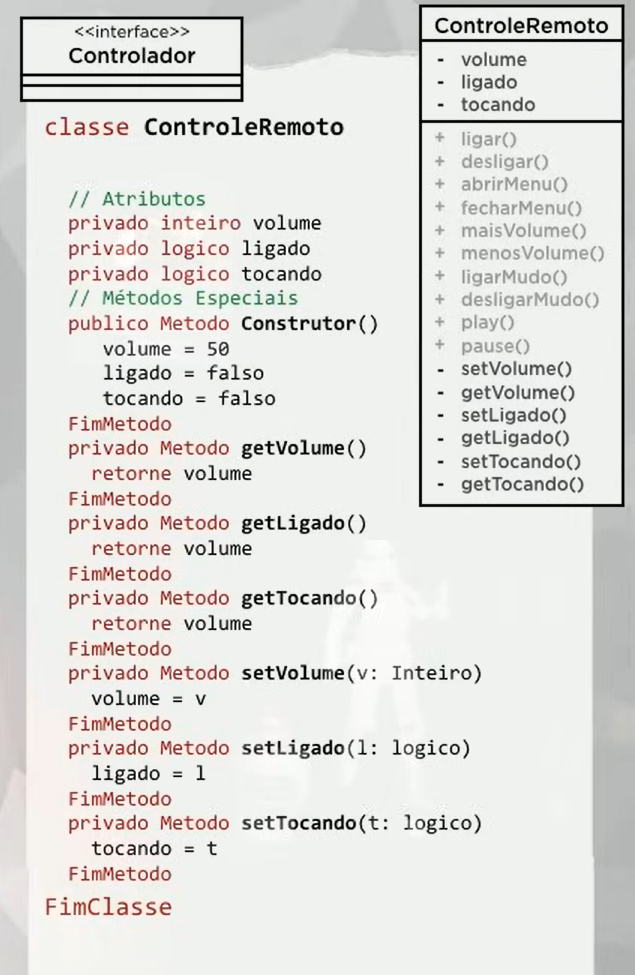 <<interface>>
Controlador
classe ControleRemoto
// Atributos
privado inteiro volume
privado logico ligado
privado logico tocando
// Métodos Especiais
publico Metodo Construtor()
volume = 50
ligado = falso
tocando = falso
FimMetodo
privado Metodo getVolume()
retorne volume
FimMetodo
privado Metodo getLigado()
retorne volume
FimMetodo
privado Metodo getTocando()
retorne volume
FimMetodo
privado Metodo setVolume(v: Inteiro)
volume = v
FimMetodo
privado Metodo setLigado(l: logico)
ligado = l
FimMetodo
privado Metodo setTocando(t: logico)
tocando = t
FimMetodo
FimClasse
ControleRemoto
- volume
- ligado
- tocando
+ ligar()
+ desligar()
+ abrirMenu()
+ fecharMenu()
+ maisVolume()
+ menosVolume()
+ ligarMudo()
+ desligarMudo()
+ play()
+ pause()
- setVolume()
- getVolume()
- setLigado()
- getLigado()
- setTocando()
- getTocando()